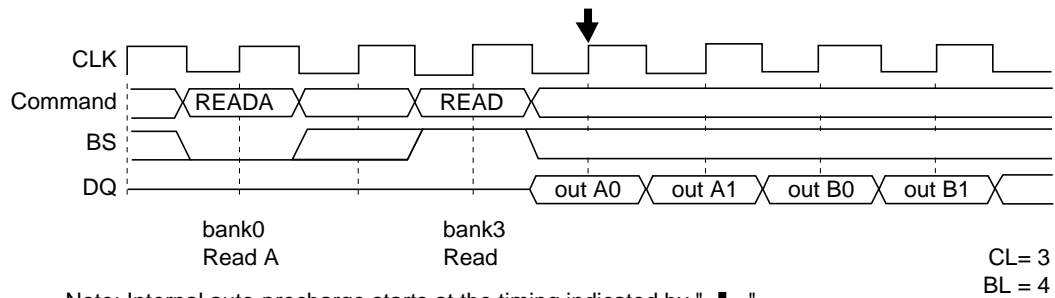 CLK
Command READA READ
BS
DQ out A0 out A1 out B0 out B1
bank0 bank3
Read A Read
CL= 3
BL = 4
Note: Internal auto-precharge starts at the timing indicated by " ".